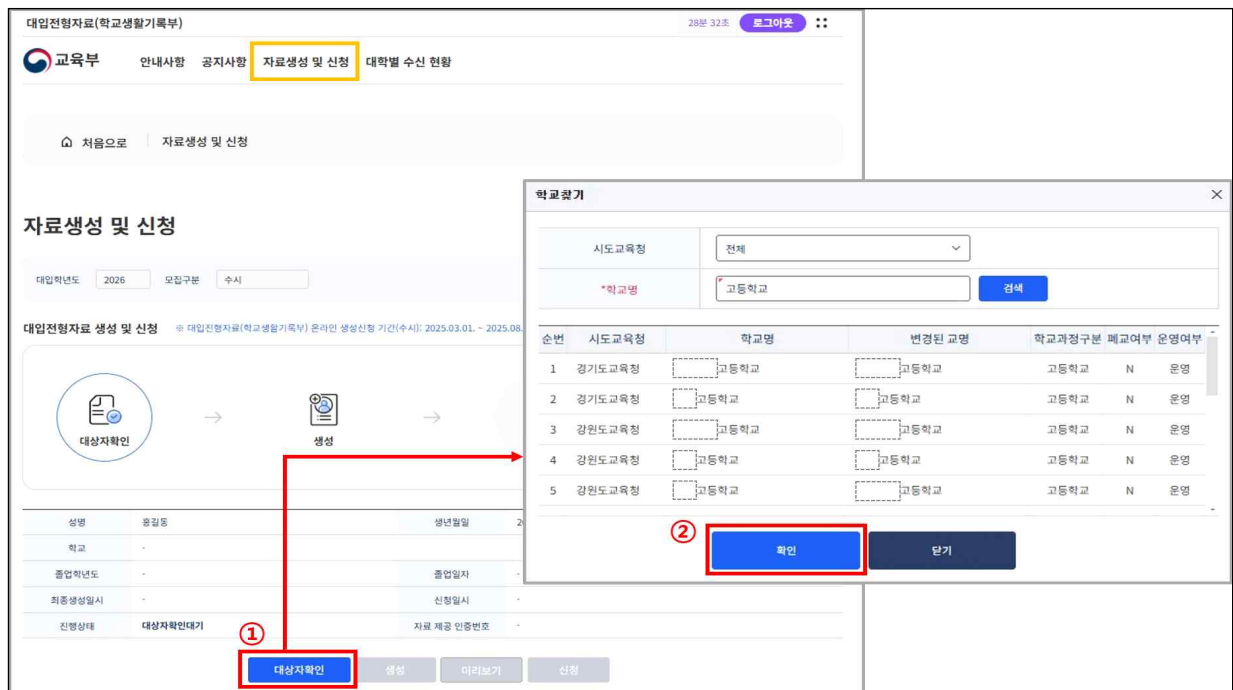 대입전형자료(학교생활기록부) 28분 32초 로그아웃
교육부 안내사항 공지사항 자료생성 및 신청 대학별 수신 현황
처음으로 자료생성 및 신청
자료생성 및 신청
대입학년도 2026 모집구분 수시
대입전형자료 생성 및 신청 ※ 대입전형자료(학교생활기록부) 온라인 생성신청 기간(수시): 2025.03.01. ~ 2025.08.
대상자확인 → 생성 →
성명 홍길동 생년월일 2
학교 -
졸업학년도 - 졸업일자 -
최종생성일시 - 신청일시 -
진행상태 대상자확인대기 자료 제공 인증번호 -
①
대상자확인 생성 미리보기 신청
학교찾기 ×
시도교육청 전체
*학교명 고등학교 검색
순번 시도교육청 학교명 변경된 교명 학교과정구분 폐교여부 운영여부
1 경기도교육청 고등학교 고등학교 고등학교 N 운영
2 경기도교육청 고등학교 고등학교 고등학교 N 운영
3 강원도교육청 고등학교 고등학교 고등학교 N 운영
4 강원도교육청 고등학교 고등학교 고등학교 N 운영
5 강원도교육청 고등학교 고등학교 고등학교 N 운영
②
확인 닫기